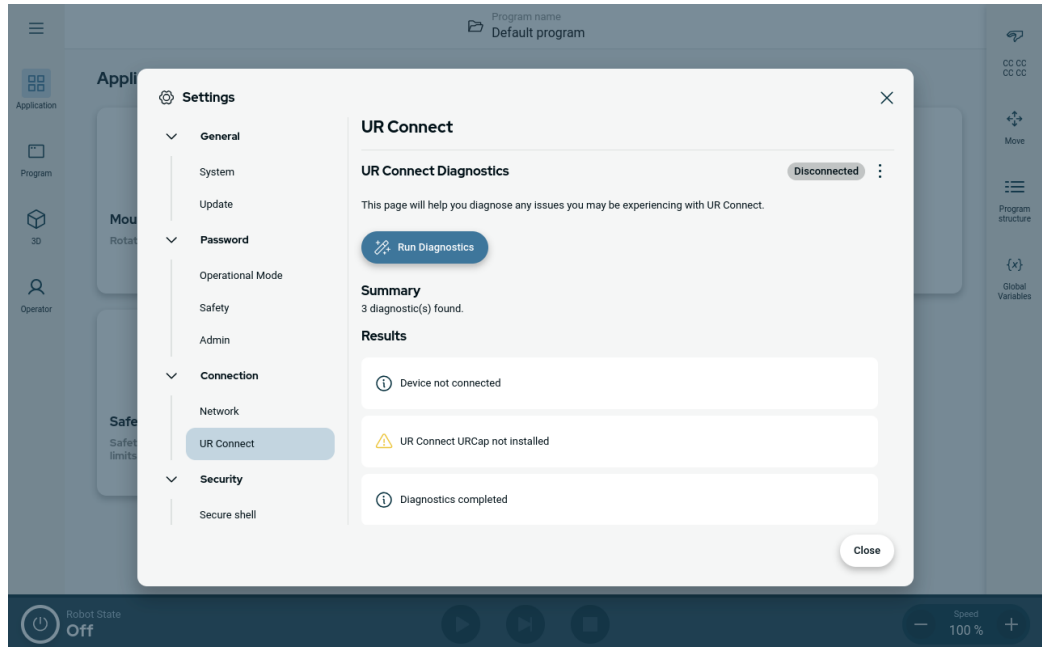 Program name
Default program
Application
Program
3D
Operator
Appli
Mou
Rotat
Safe
Safet
limits
Settings
General
System
Update
Password
Operational Mode
Safety
Admin
Connection
Network
UR Connect
Security
Secure shell
UR Connect
UR Connect Diagnostics
Disconnected
This page will help you diagnose any issues you may be experiencing with UR Connect.
Run Diagnostics
Summary
3 diagnostic(s) found.
Results
Device not connected
UR Connect URCap not installed
Diagnostics completed
Close
CC CC
CC CC
Move
Program
structure
{x}
Global
Variables
Robot State
Off
Speed
100 %